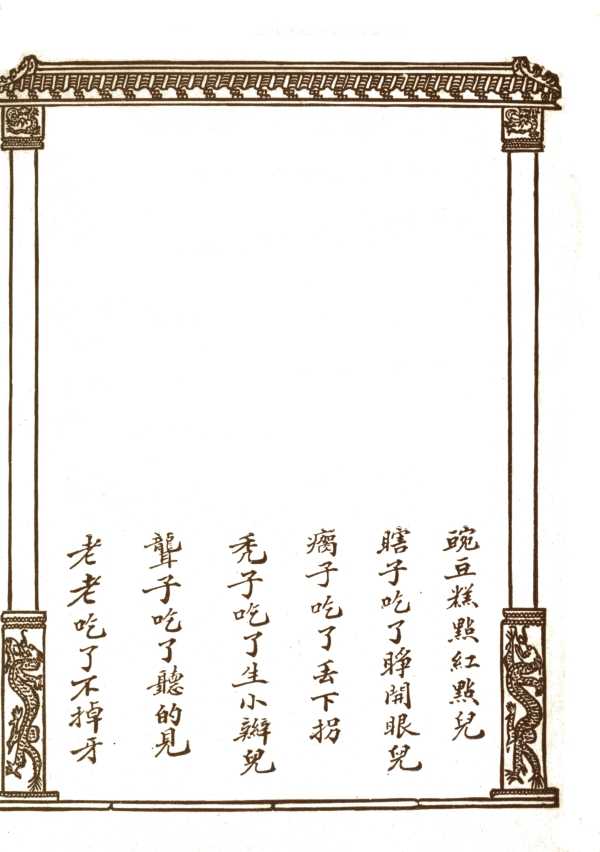 豌豆糕點紅點兒
瞎子吃了睜開眼兒
瘸子吃了丢下拐
禿子吃了生小辮兒
聾子吃了聽的見
老老吃了不掉牙